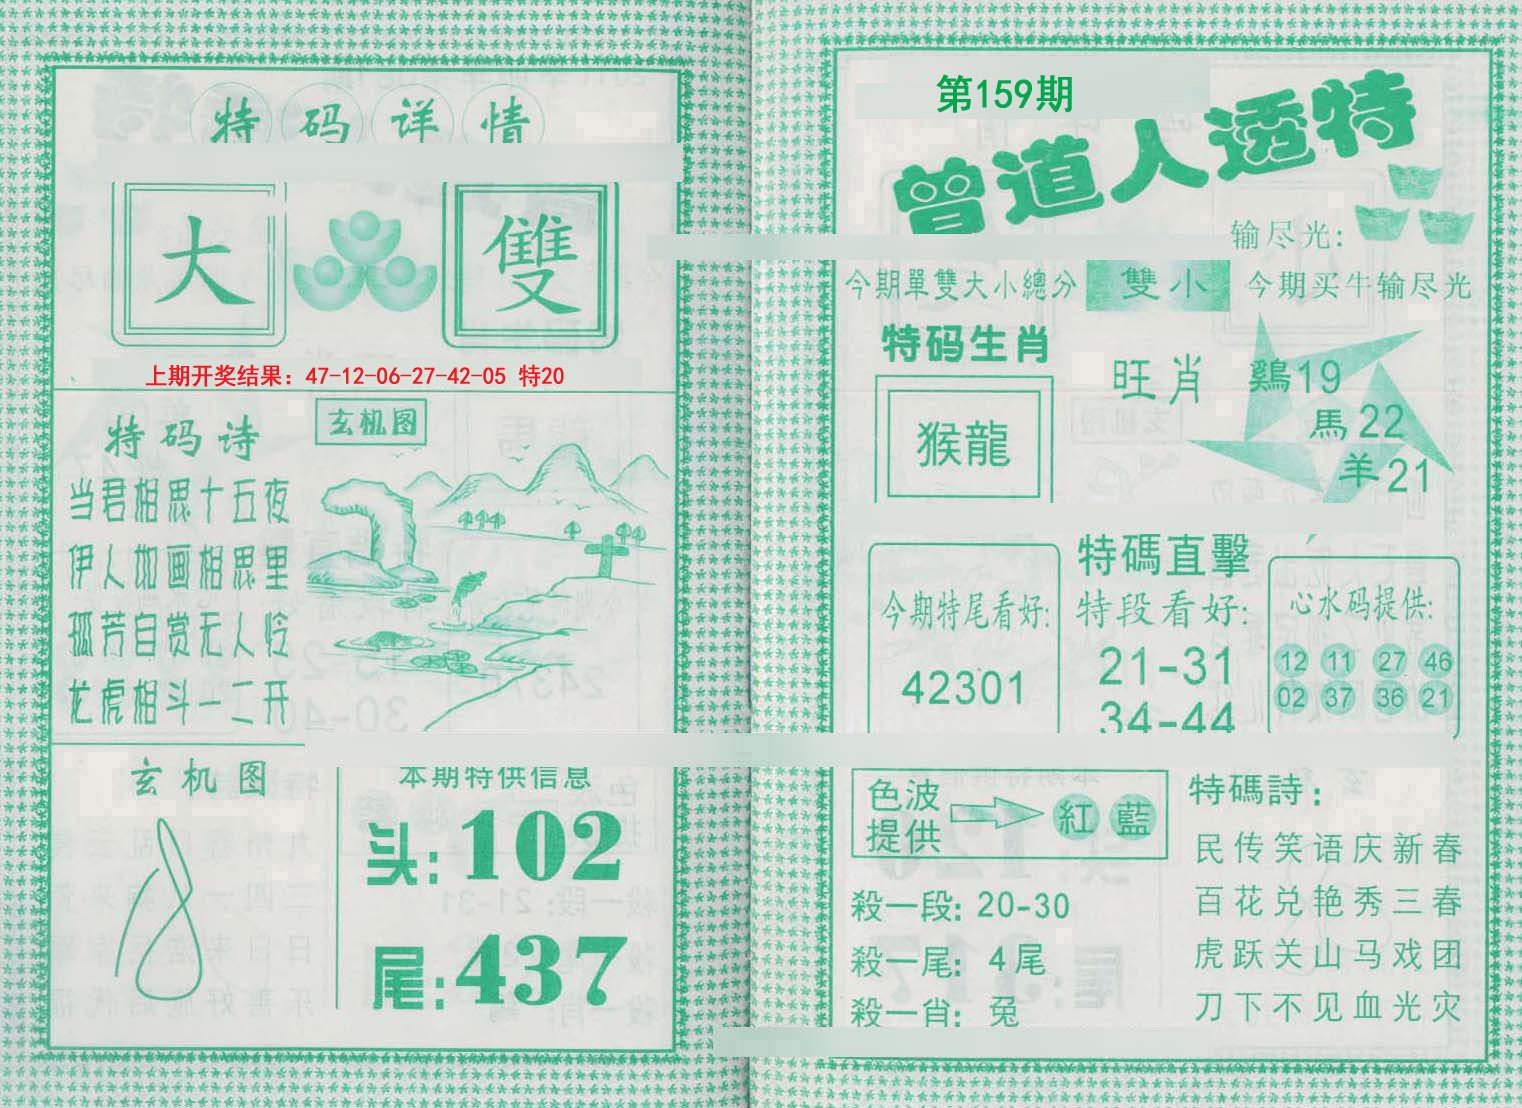 特码详情
大
雙
上期开奖结果：47-12-06-27-42-05 特20
特码诗
当君相思十五夜
伊人如画相思里
孤芳自赏无人怜
龙虎相斗一二开
玄机图
玄机图
本期特供信息
头:102
尾:437
第159期
曾道人透特
输尽光:
今期單雙大小總分
雙小
今期买牛输尽光
特码生肖
猴龍
旺肖
鷄19
馬22
羊21
今期特尾看好:
42301
特碼直擊
特段看好:
21-31
34-44
心水码提供:
12 11 27 46
02 37 36 21
色波
提供
紅 藍
殺一段: 20-30
殺一尾: 4尾
殺一肖: 兔
特碼詩:
民传笑语庆新春
百花兑艳秀三春
虎跃关山马戏团
刀下不见血光灾